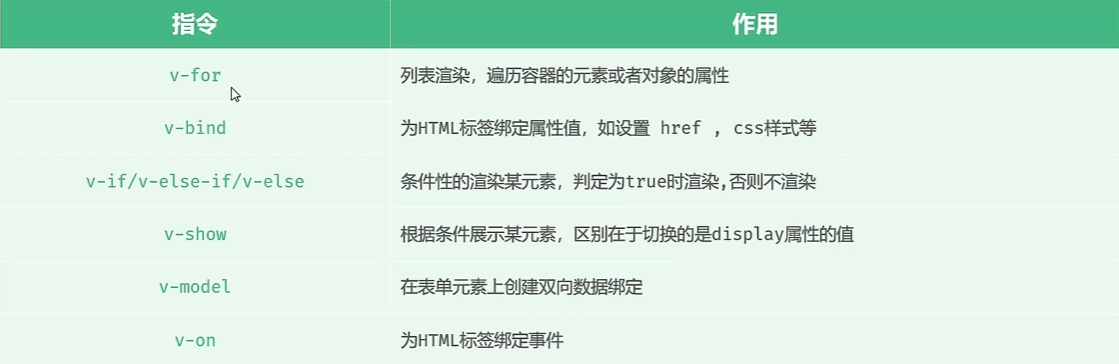 指令 作用
v-for 列表渲染，遍历容器的元素或者对象的属性
v-bind 为HTML标签绑定属性值，如设置 href , css样式等
v-if/v-else-if/v-else 条件性的渲染某元素，判定为true时渲染,否则不渲染
v-show 根据条件展示某元素，区别在于切换的是display属性的值
v-model 在表单元素上创建双向数据绑定
v-on 为HTML标签绑定事件